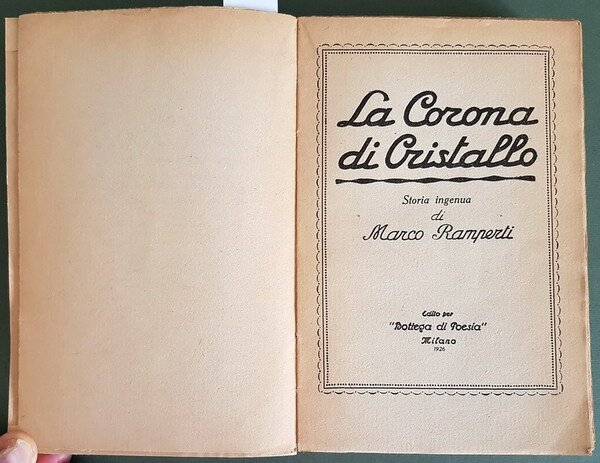 La Corona
di Cristallo
Storia ingenua
di
Marco Ramperti
Edito per
"Bottega di Poesia"
Milano
1926